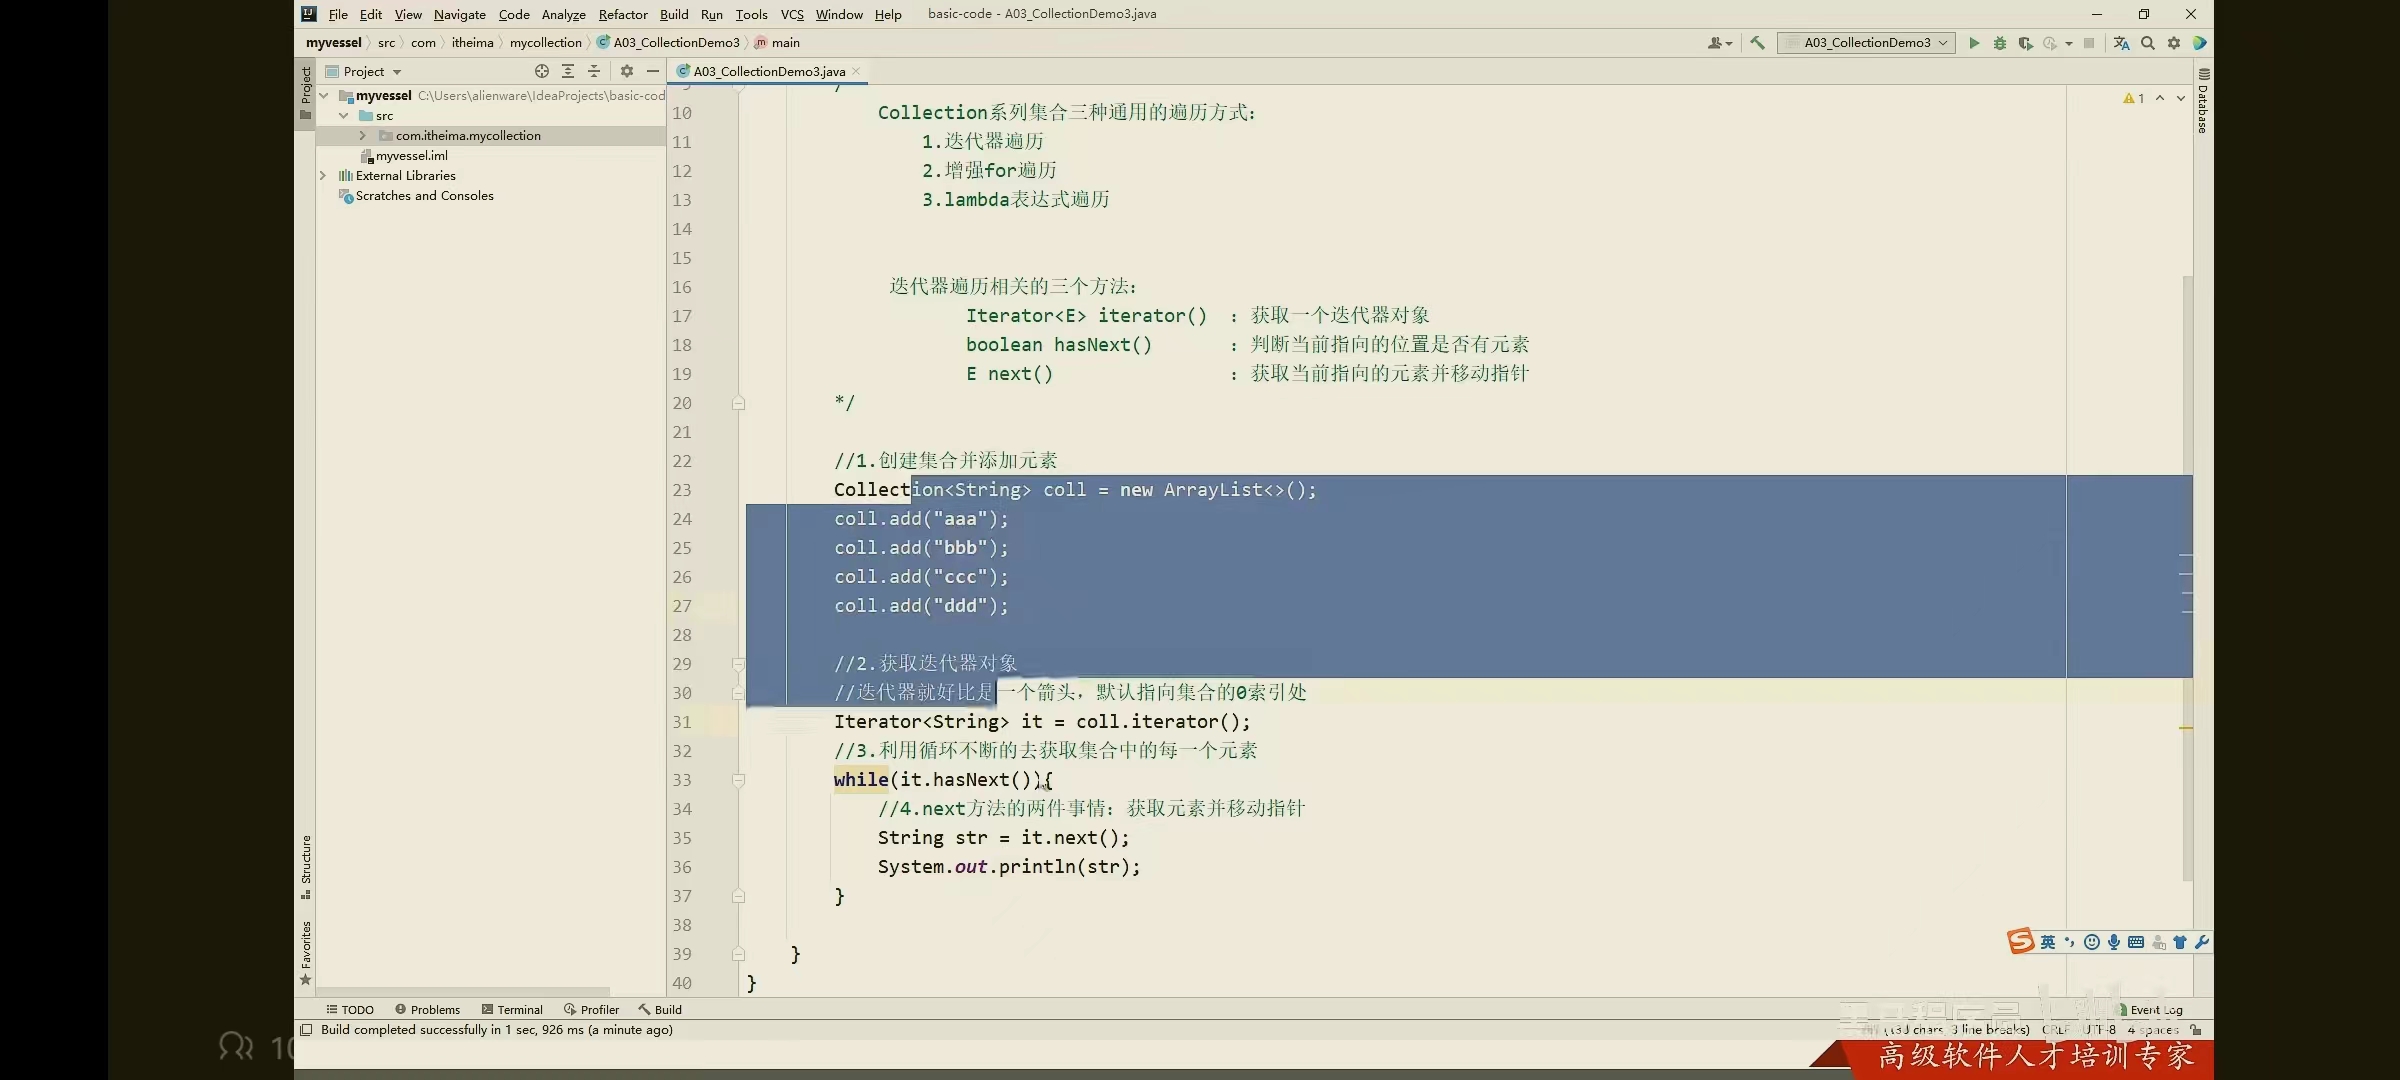 File Edit View Navigate Code Analyze Refactor Build Run Tools VCS Window Help basic-code - A03_CollectionDemo3.java
myvessel src com itheima mycollection A03_CollectionDemo3 main A03_CollectionDemo3
Project
A03_CollectionDemo3.java
Project
Database
myvessel C:\Users\alienware\IdeaProjects\basic-cod
src
com.itheima.mycollection
myvessel.iml
External Libraries
Scratches and Consoles
1
10 Collection系列集合三种通用的遍历方式:
11 1.迭代器遍历
12 2.增强for遍历
13 3.lambda表达式遍历
14
15
16 迭代器遍历相关的三个方法:
17 Iterator<E> iterator() : 获取一个迭代器对象
18 boolean hasNext() : 判断当前指向的位置是否有元素
19 E next() : 获取当前指向的元素并移动指针
20 */
21
22 //1.创建集合并添加元素
23 Collection<String> coll = new ArrayList<>();
24 coll.add("aaa");
25 coll.add("bbb");
26 coll.add("ccc");
27 coll.add("ddd");
28
29 //2.获取迭代器对象
30 //迭代器就好比是一个箭头，默认指向集合的0索引处
31 Iterator<String> it = coll.iterator();
32 //3.利用循环不断的去获取集合中的每一个元素
33 while(it.hasNext()){
34 //4.next方法的两件事情：获取元素并移动指针
35 String str = it.next();
36 System.out.println(str);
37 }
38
39 }
40 }
Structure
Favorites
英
TODO Problems Terminal Profiler Build Event Log
Build completed successfully in 1 sec, 926 ms (a minute ago)
3 line breaks) CRLF UTF-8 4 spaces
高级软件人才培训专家